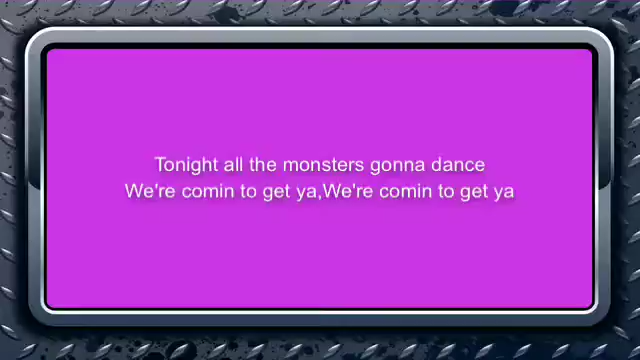 Tonight all the monsters gonna dance
We're comin to get ya,We're comin to get ya